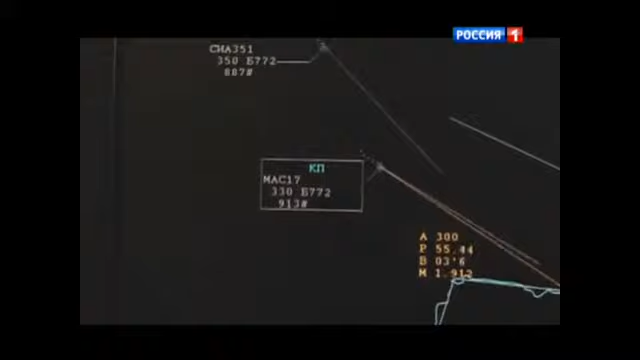 РОССИЯ 1
СИА351
350 Б772
887#
КП
МАС17
330 Б772
913#
А 300
Р 55.44
В 03'6
М 1.912